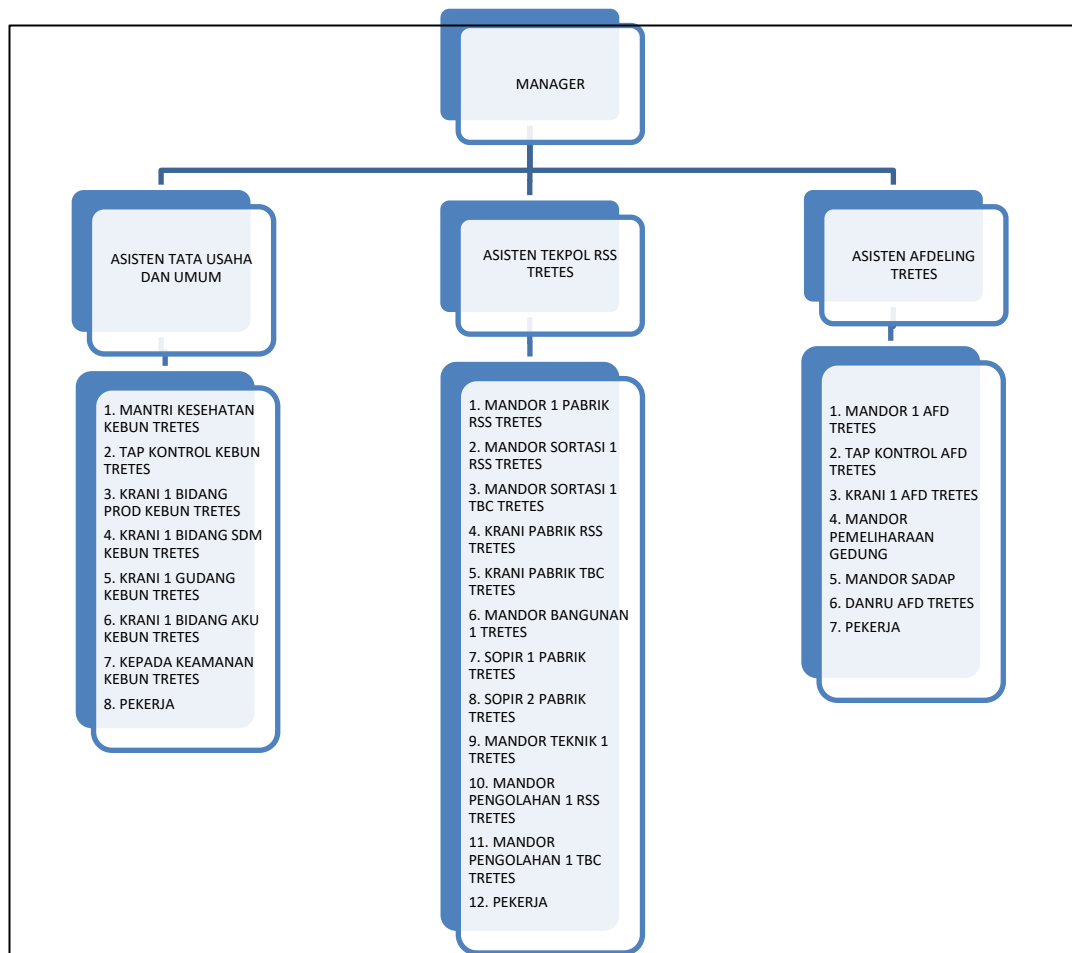 MANAGER
ASISTEN TATA USAHA
DAN UMUM
ASISTEN TEKPOL RSS
TRETES
ASISTEN AFDELING
TRETES
1. MANTRI KESEHATAN
KEBUN TRETES
2. TAP KONTROL KEBUN
TRETES
3. KRANI 1 BIDANG
PROD KEBUN TRETES
4. KRANI 1 BIDANG SDM
KEBUN TRETES
5. KRANI 1 GUDANG
KEBUN TRETES
6. KRANI 1 BIDANG AKU
KEBUN TRETES
7. KEPADA KEAMANAN
KEBUN TRETES
8. PEKERJA
1. MANDOR 1 PABRIK
RSS TRETES
2. MANDOR SORTASI 1
RSS TRETES
3. MANDOR SORTASI 1
TBC TRETES
4. KRANI PABRIK RSS
TRETES
5. KRANI PABRIK TBC
TRETES
6. MANDOR BANGUNAN
1 TRETES
7. SOPIR 1 PABRIK
TRETES
8. SOPIR 2 PABRIK
TRETES
9. MANDOR TEKNIK 1
TRETES
10. MANDOR
PENGOLAHAN 1 RSS
TRETES
11. MANDOR
PENGOLAHAN 1 TBC
TRETES
12. PEKERJA
1. MANDOR 1 AFD
TRETES
2. TAP KONTROL AFD
TRETES
3. KRANI 1 AFD TRETES
4. MANDOR
PEMELIHARAAN
GEDUNG
5. MANDOR SADAP
6. DANRU AFD TRETES
7. PEKERJA